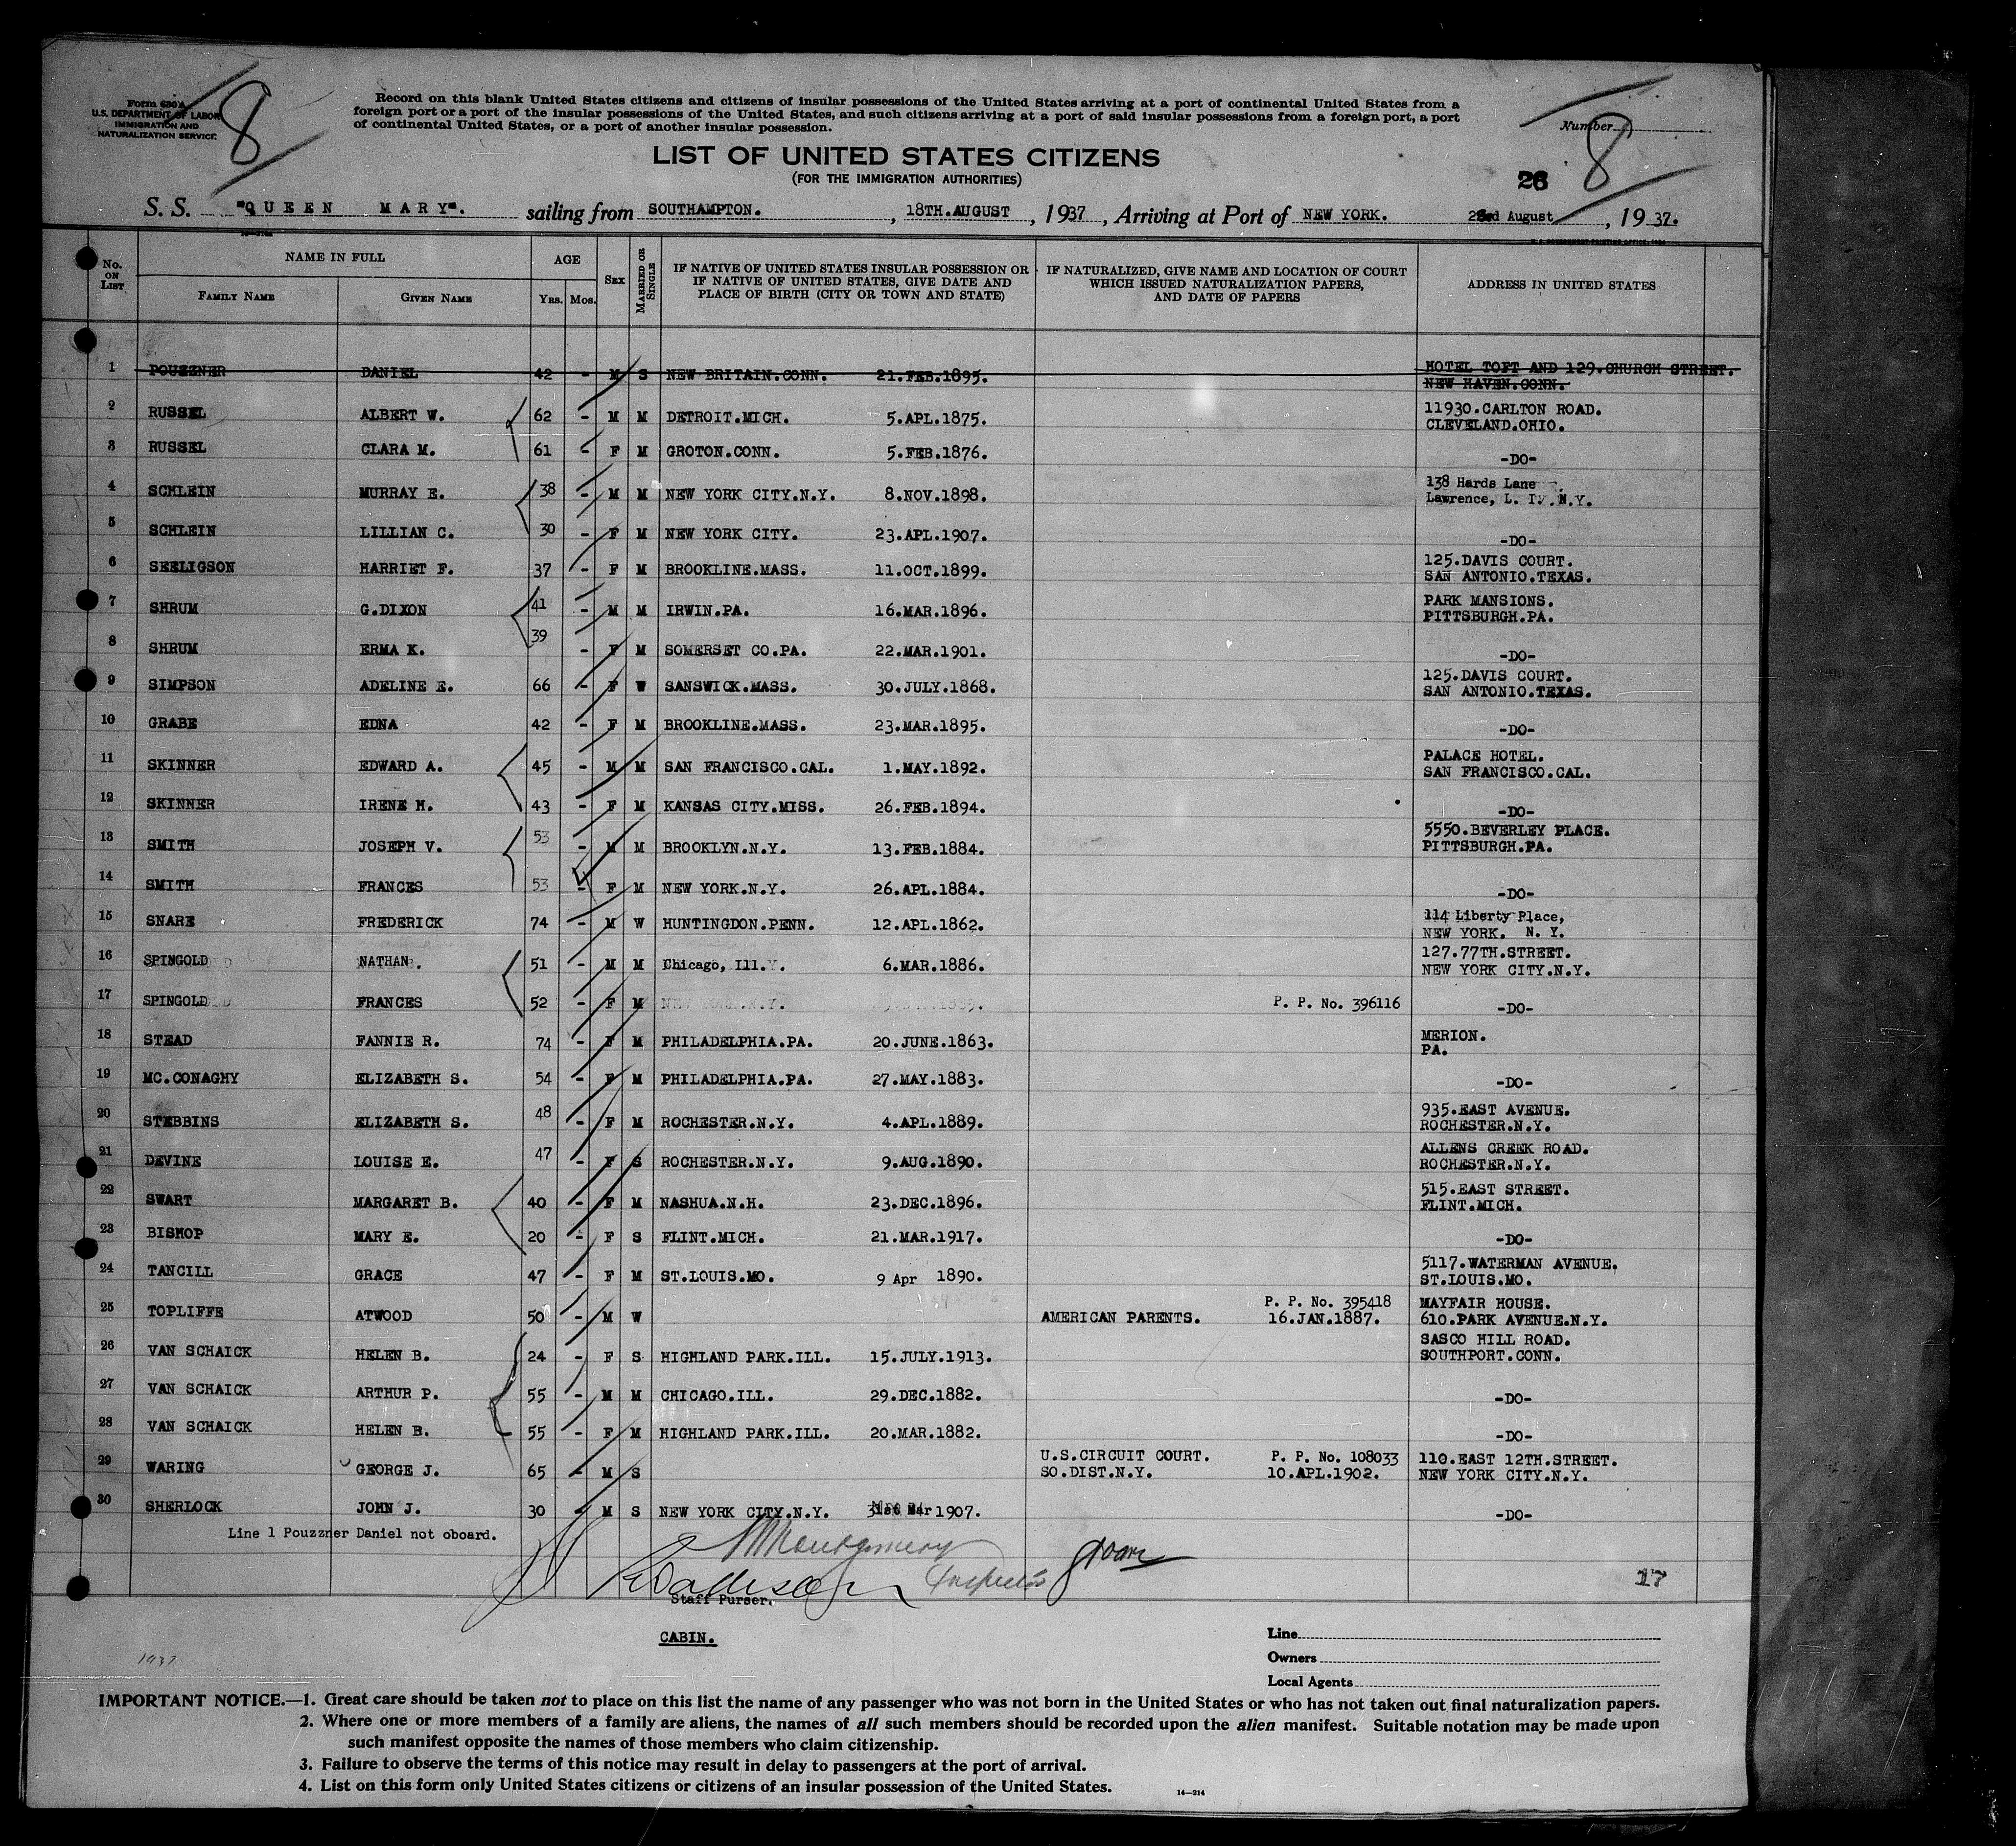 Form 630 A
U.S. DEPARTMENT OF LABOR
IMMIGRATION AND
NATURALIZATION SERVICE
8
Record on this blank United States citizens and citizens of insular possessions of the United States arriving at a port of continental United States from a
foreign port or a port of the insular possessions of the United States, and such citizens arriving at a port of said insular possessions from a foreign port, a port
of continental United States, or a port of another insular possession.
Number
8
LIST OF UNITED STATES CITIZENS
(FOR THE IMMIGRATION AUTHORITIES)
26
S. S. "QUEEN MARY". sailing from SOUTHAMPTON. , 18TH.AUGUST , 1937 , Arriving at Port of NEW YORK. August , 1937.
No. ON LIST NAME IN FULL AGE SEX MARRIED OR SINGLE IF NATIVE OF UNITED STATES INSULAR POSSESSION OR IF NATIVE OF UNITED STATES, GIVE DATE AND PLACE OF BIRTH (CITY OR TOWN AND STATE) IF NATURALIZED, GIVE NAME AND LOCATION OF COURT WHICH ISSUED NATURALIZATION PAPERS, AND DATE OF PAPERS ADDRESS IN UNITED STATES
FAMILY NAME GIVEN NAME YRS. MOS.
1 POUZZNER DANIEL 42 - M S NEW BRITAIN.CONN. 21.FEB.1895. HOTEL TOFT AND 129.CHURCH STREET.
NEW HAVEN.CONN.
2 RUSSEL ALBERT W. 62 - M M DETROIT.MICH. 5.APL.1875. 11930.CARLTON ROAD.
CLEVELAND.OHIO.
3 RUSSEL CLARA M. 61 - F M GROTON.CONN. 5.FEB.1876. -DO-
4 SCHLEIN MURRAY E. 38 - M M NEW YORK CITY.N.Y. 8.NOV.1898. 138 Hards Lane
Lawrence, L. I. N.Y.
5 SCHLEIN LILLIAN C. 30 - F M NEW YORK CITY. 23.APL.1907. -DO-
6 SEELIGSON HARRIET F. 37 - F M BROOKLINE.MASS. 11.OCT.1899. 125.DAVIS COURT.
SAN ANTONIO.TEXAS.
7 SHRUM G.DIXON 41 - M M IRWIN.PA. 16.MAR.1896. PARK MANSIONS.
PITTSBURGH.PA.
8 SHRUM ERMA K. 39 - F M SOMERSET CO.PA. 22.MAR.1901. -DO-
9 SIMPSON ADELINE E. 66 - F W SANSWICK.MASS. 30.JULY.1868. 125.DAVIS COURT.
SAN ANTONIO.TEXAS.
10 GRABE EDNA 42 - F M BROOKLINE.MASS. 23.MAR.1895. -DO-
11 SKINNER EDWARD A. 45 - M M SAN FRANCISCO.CAL. 1.MAY.1892. PALACE HOTEL.
SAN FRANCISCO.CAL.
12 SKINNER IRENE H. 43 - F M KANSAS CITY.MISS. 26.FEB.1894. -DO-
13 SMITH JOSEPH V. 53 - M M BROOKLYN.N.Y. 13.FEB.1884. 5550.BEVERLEY PLACE.
PITTSBURGH.PA.
14 SMITH FRANCES 53 - F M NEW YORK.N.Y. 26.APL.1884. -DO-
15 SNARE FREDERICK 74 - M W HUNTINGDON.PENN. 12.APL.1862. 114 Liberty Place,
NEW YORK. N. Y.
16 SPINGOLD NATHAN. 51 - M M Chicago, Ill. 6.MAR.1886. 127.77TH.STREET.
NEW YORK CITY.N.Y.
17 SPINGOLD FRANCES 52 - F M P. P. No. 396116 -DO-
18 STEAD FANNIE R. 74 - F M PHILADELPHIA.PA. 20.JUNE.1863. MERION.
PA.
19 MC.CONAGHY ELIZABETH S. 54 - F M PHILADELPHIA.PA. 27.MAY.1883. -DO-
20 STEBBINS ELIZABETH S. 48 - F M ROCHESTER.N.Y. 4.APL.1889. 935.EAST AVENUE.
ROCHESTER.N.Y.
21 DEVINE LOUISE E. 47 - F S ROCHESTER.N.Y. 9.AUG.1890. ALLENS CREEK ROAD.
ROCHESTER.N.Y.
22 SWART MARGARET B. 40 - F M NASHUA.N.H. 23.DEC.1896. 515.EAST STREET.
FLINT.MICH.
23 BISHOP MARY E. 20 - F S FLINT.MICH. 21.MAR.1917. -DO-
24 TANCILL GRACE 47 - F M ST.LOUIS.MO. 9 Apr 1890. 5117.WATERMAN AVENUE.
ST.LOUIS.MO.
25 TOPLIFFE ATWOOD 50 - M W AMERICAN PARENTS. P. P. No. 395418 16.JAN.1887. MAYFAIR HOUSE.
610.PARK AVENUE.N.Y.
26 VAN SCHAICK HELEN B. 24 - F S HIGHLAND PARK.ILL. 15.JULY.1913. SASCO HILL ROAD.
SOUTHPORT.CONN.
27 VAN SCHAICK ARTHUR P. 55 - M M CHICAGO.ILL. 29.DEC.1882. -DO-
28 VAN SCHAICK HELEN B. 55 - F M HIGHLAND PARK.ILL. 20.MAR.1882. -DO-
29 WARING GEORGE J. 65 - M S U.S.CIRCUIT COURT. P. P. No. 108033 110.EAST 12TH.STREET.
SO.DIST.N.Y. 10.APL.1902. NEW YORK CITY.N.Y.
30 SHERLOCK JOHN J. 30 - M S NEW YORK CITY.N.Y. 31st Mar 1907. -DO-
Line 1 Pouzzner Daniel not oboard.
Montgomery
Inspector
Staff Purser.
17
CABIN.
Line
Owners
Local Agents
1937
IMPORTANT NOTICE.—1. Great care should be taken not to place on this list the name of any passenger who was not born in the United States or who has not taken out final naturalization papers.
2. Where one or more members of a family are aliens, the names of all such members should be recorded upon the alien manifest. Suitable notation may be made upon
such manifest opposite the names of those members who claim citizenship.
3. Failure to observe the terms of this notice may result in delay to passengers at the port of arrival.
4. List on this form only United States citizens or citizens of an insular possession of the United States.
14—214